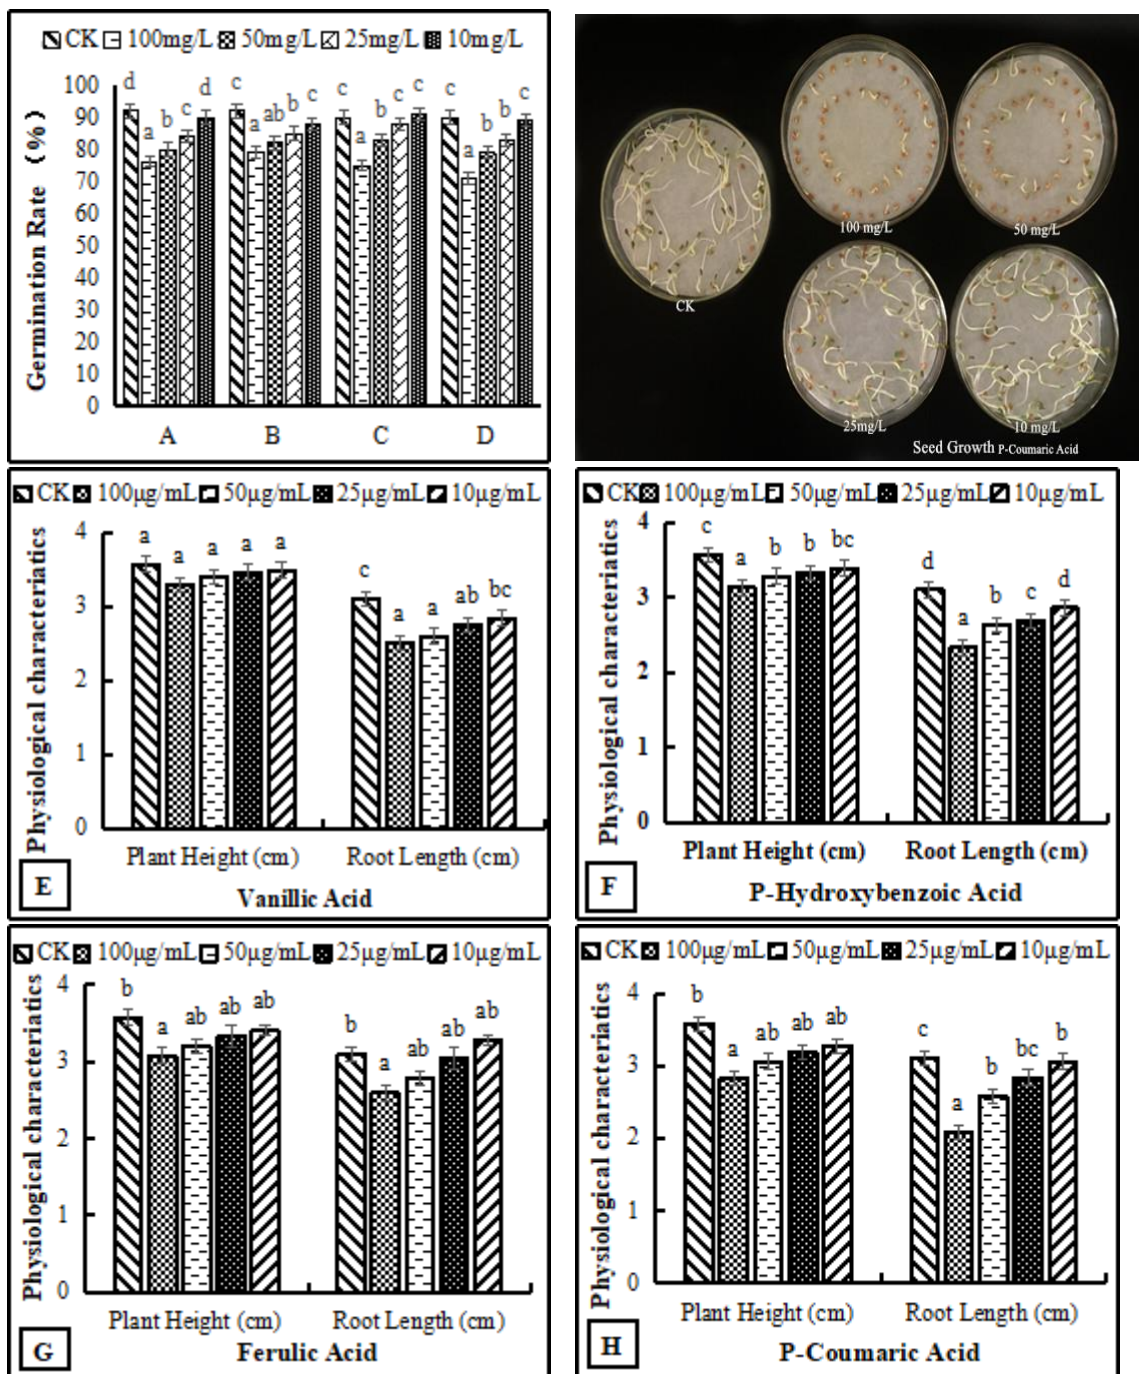 CK 100mg/L 50mg/L 25mg/L 10mg/L
Germination Rate (%)
100
90
80
70
60
50
40
30
20
10
0
d a b c d
c a ab b c
c a b c c
c a b b c
A B C D
CK
100 mg/L
50 mg/L
25mg/L
10 mg/L
Seed Growth P-Coumaric Acid
CK 100µg/mL 50µg/mL 25µg/mL 10µg/mL
Physiological characteriatics
4
3
2
1
0
a a a a a
c a a ab bc
Plant Height (cm) Root Length (cm)
E
Vanillic Acid
CK 100µg/mL 50µg/mL 25µg/mL 10µg/mL
Physiological characteriatics
4
3
2
1
0
c a b b bc
d a b c d
Plant Height (cm) Root Length (cm)
F
P-Hydroxybenzoic Acid
CK 100µg/mL 50µg/mL 25µg/mL 10µg/mL
Physiological characteriatics
4
3
2
1
0
b a ab ab ab
b a ab ab ab
Plant Height (cm) Root Length (cm)
G
Ferulic Acid
CK 100µg/mL 50µg/mL 25µg/mL 10µg/mL
Physiological characteriatics
4
3
2
1
0
b a ab ab ab
c a b bc b
Plant Height (cm) Root Length (cm)
H
P-Coumaric Acid